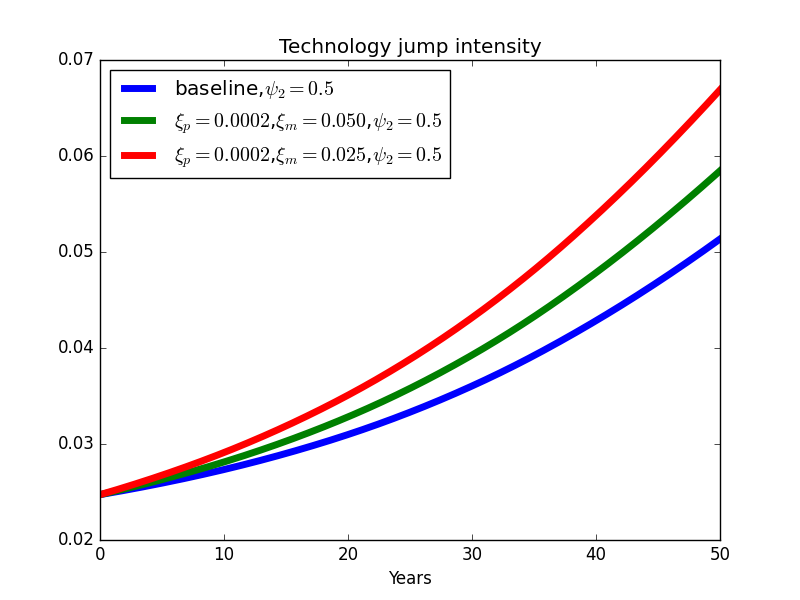 Technology jump intensity
0.07
0.06
0.05
0.04
0.03
0.02
baseline,ψ₂ = 0.5
ξₚ = 0.0002,ξₘ = 0.050,ψ₂ = 0.5
ξₚ = 0.0002,ξₘ = 0.025,ψ₂ = 0.5
0 10 20 30 40 50
Years